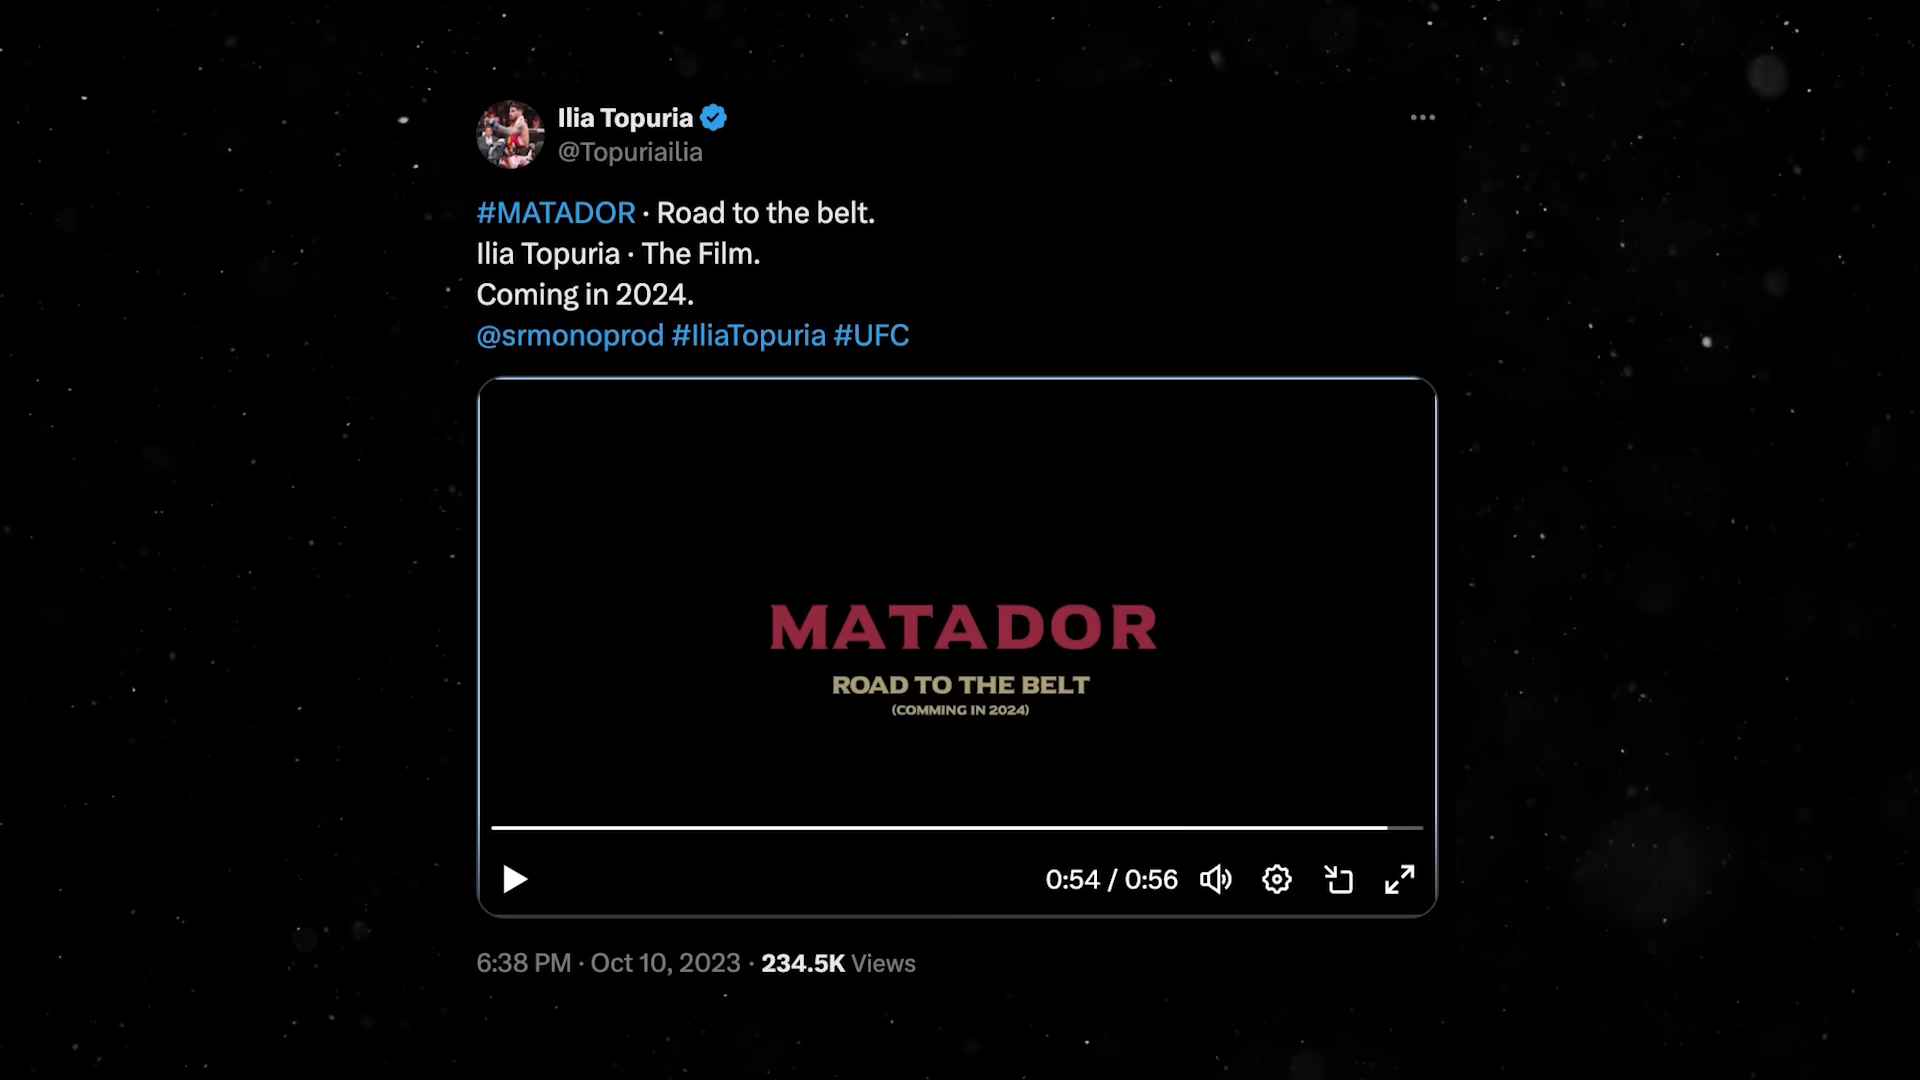 Ilia Topuria
@Topuriailia
#MATADOR · Road to the belt.
Ilia Topuria · The Film.
Coming in 2024.
@srmonoprod #IliaTopuria #UFC
MATADOR
ROAD TO THE BELT
(COMMING IN 2024)
0:54 / 0:56
6:38 PM · Oct 10, 2023 · 234.5K Views